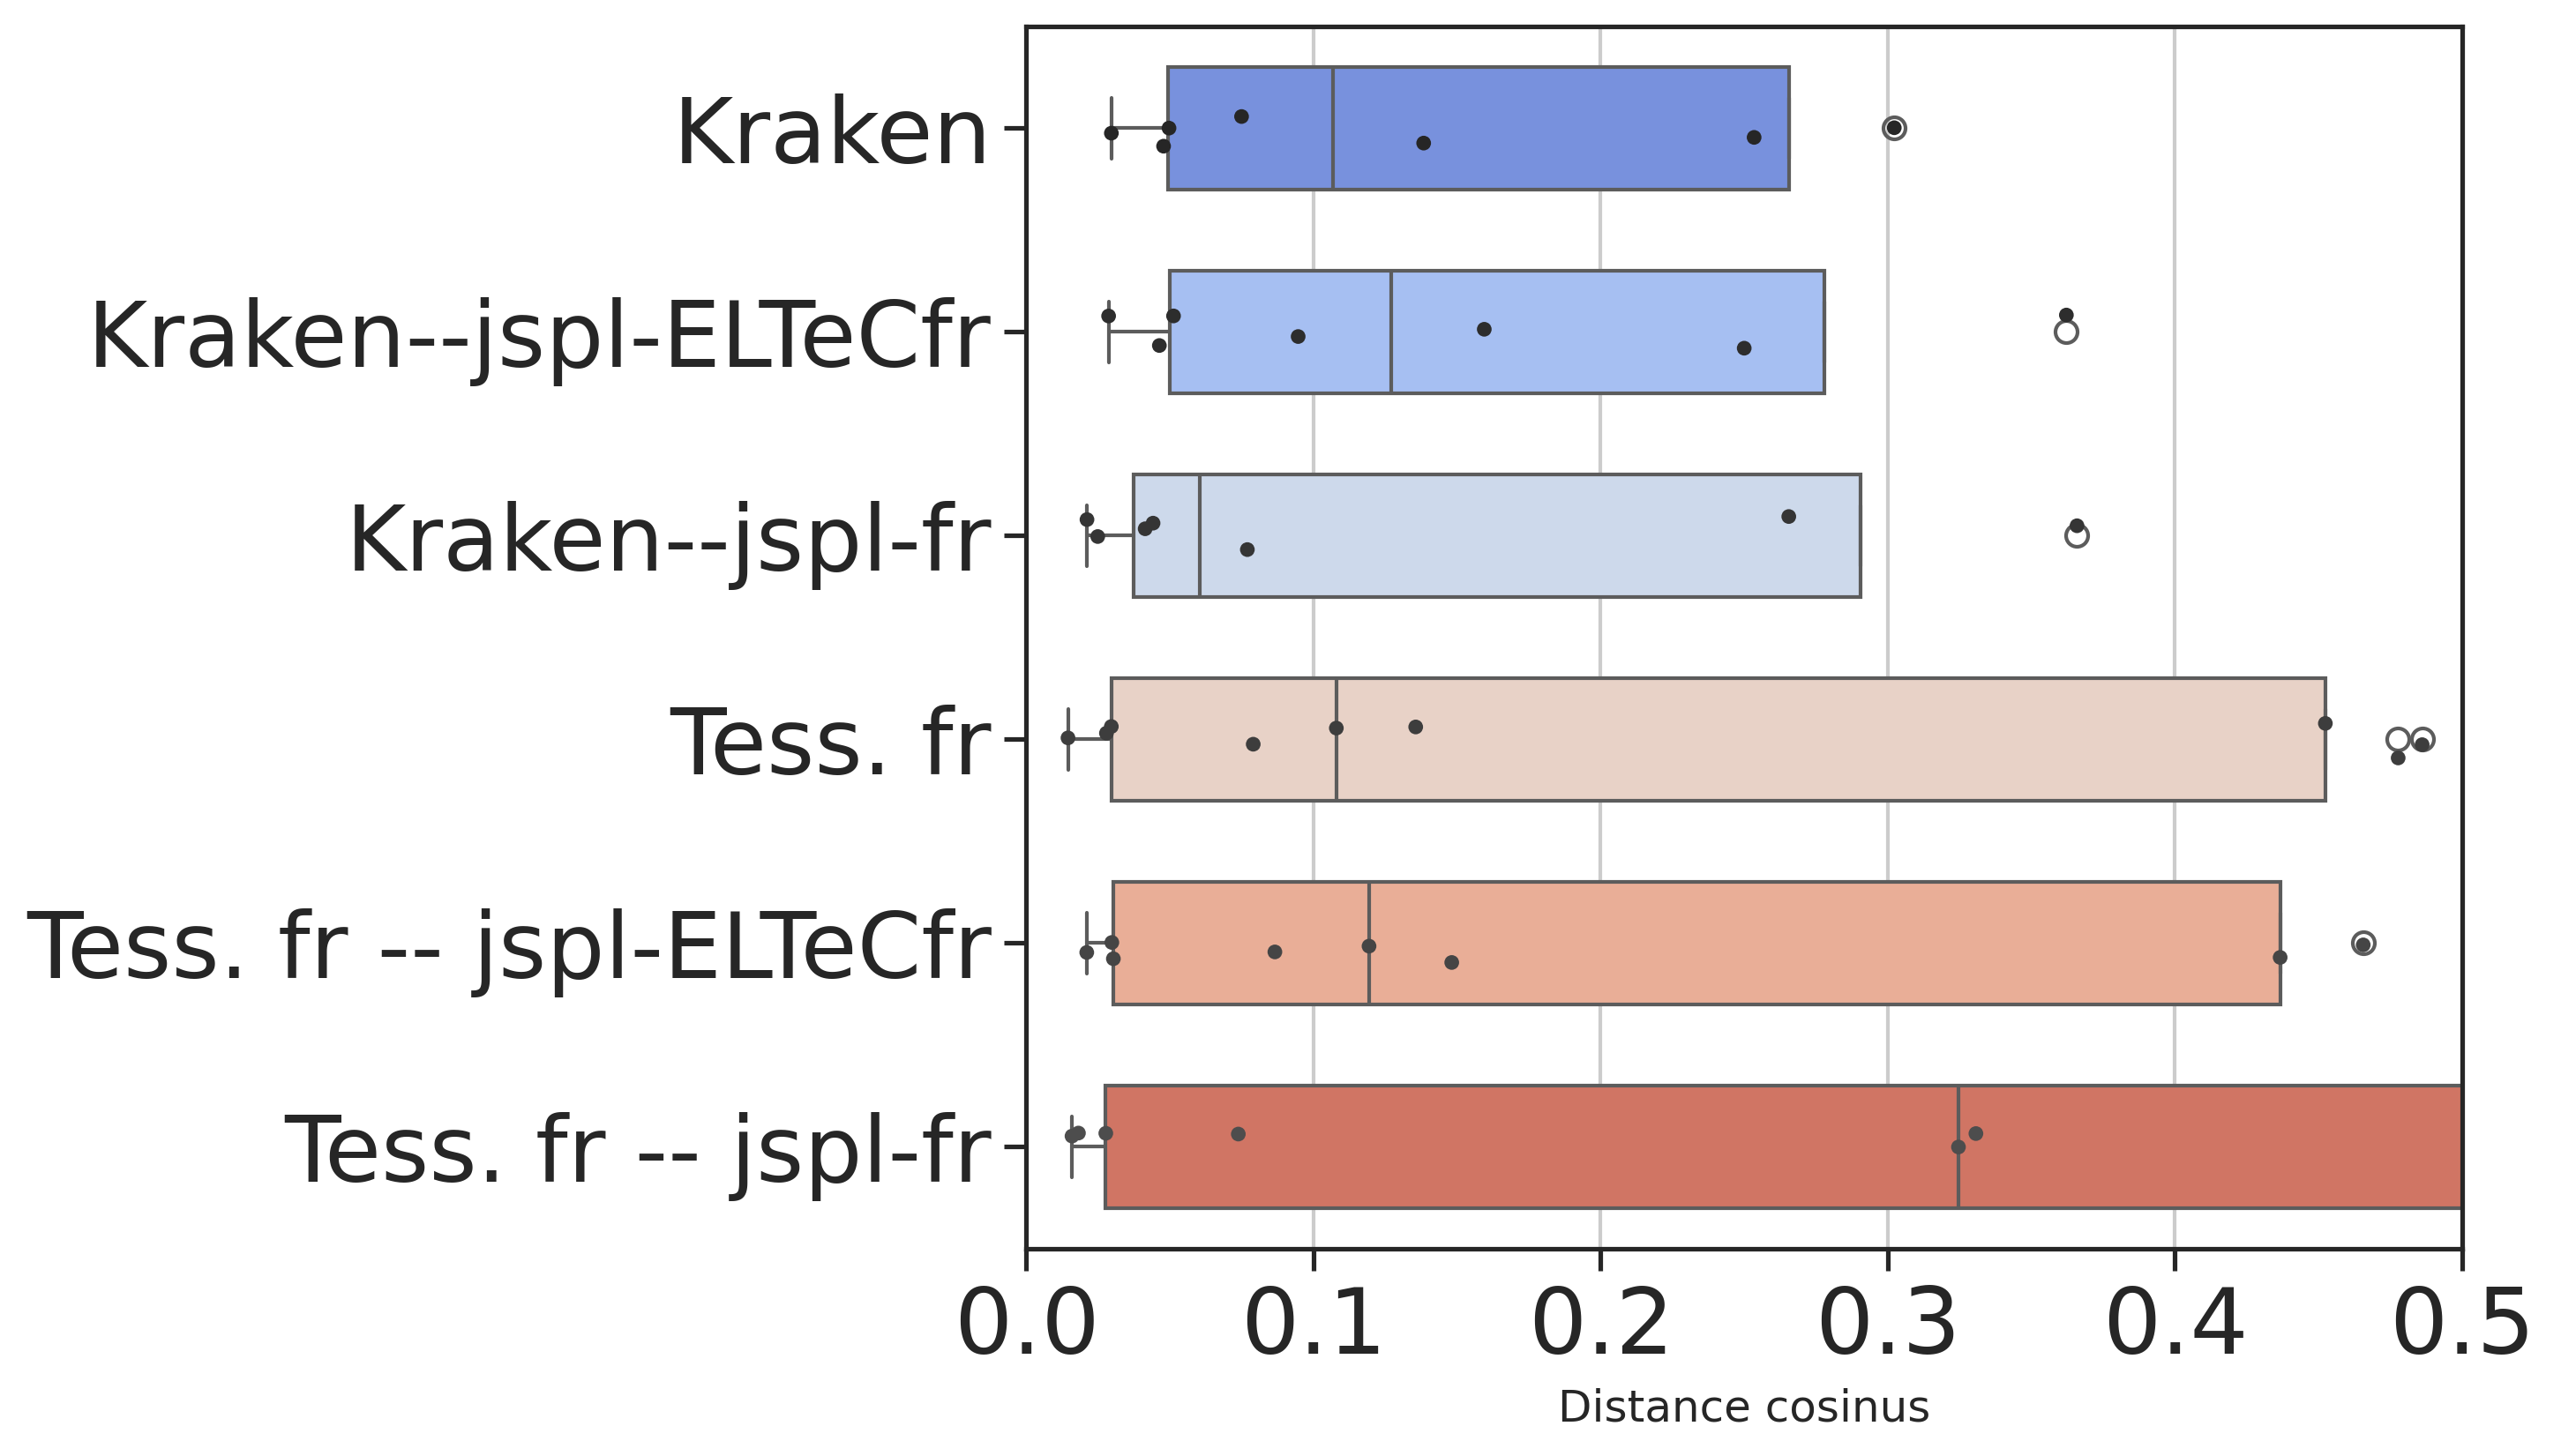 Kraken
Kraken--jspl-ELTeCfr
Kraken--jspl-fr
Tess. fr
Tess. fr -- jspl-ELTeCfr
Tess. fr -- jspl-fr
0.0 0.1 0.2 0.3 0.4 0.5
Distance cosinus